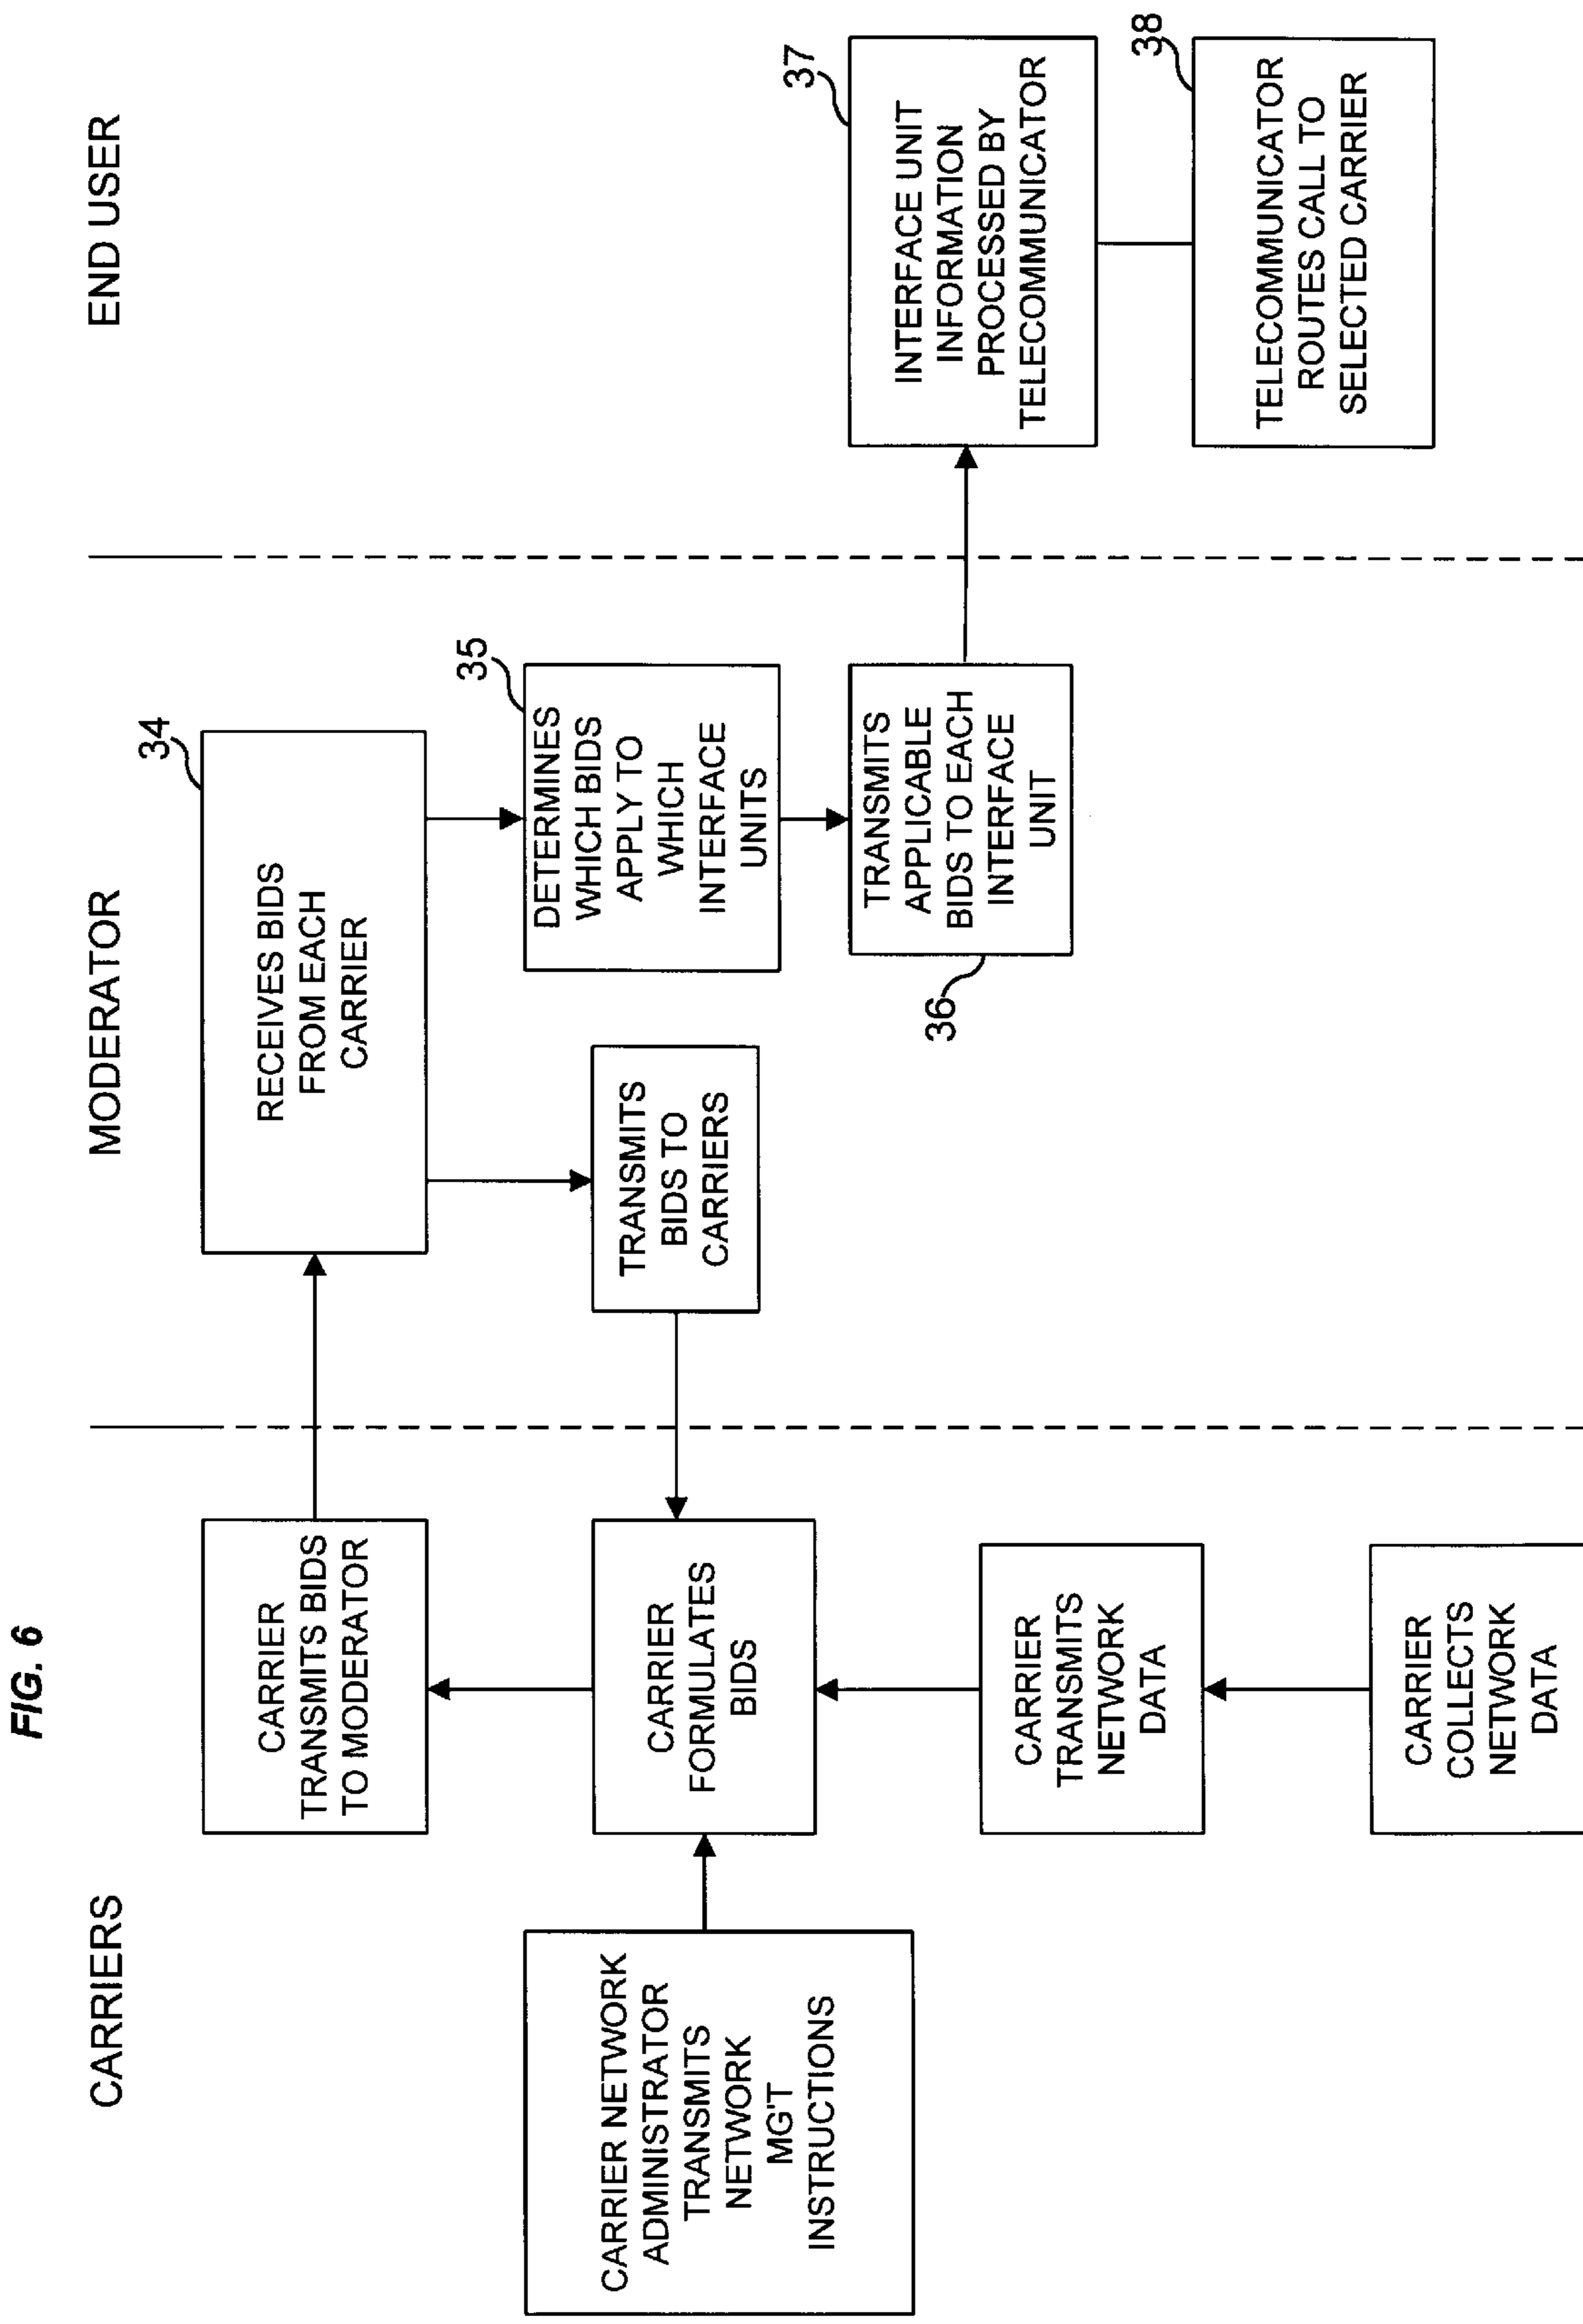 FIG. 6
CARRIERS
MODERATOR
END USER
CARRIER
TRANSMITS BIDS
TO MODERATOR
CARRIER NETWORK
ADMINISTRATOR
TRANSMITS
NETWORK
MG'T
INSTRUCTIONS
CARRIER
FORMULATES
BIDS
CARRIER
TRANSMITS
NETWORK
DATA
CARRIER
COLLECTS
NETWORK
DATA
34
RECEIVES BIDS
FROM EACH
CARRIER
TRANSMITS
BIDS TO
CARRIERS
35
DETERMINES
WHICH BIDS
APPLY TO
WHICH
INTERFACE
UNITS
36
TRANSMITS
APPLICABLE
BIDS TO EACH
INTERFACE
UNIT
37
INTERFACE UNIT
INFORMATION
PROCESSED BY
TELECOMMUNICATOR
38
TELECOMMUNICATOR
ROUTES CALL TO
SELECTED CARRIER